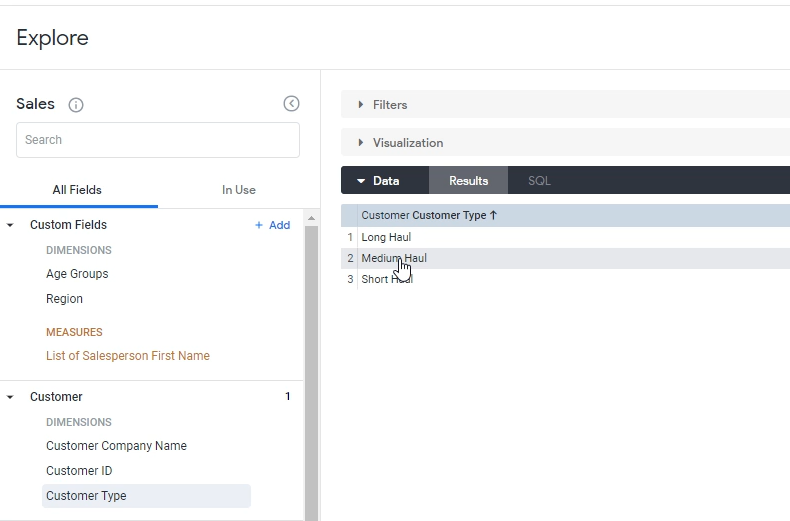 Explore
Sales
Search
All Fields
In Use
Custom Fields
+ Add
DIMENSIONS
Age Groups
Region
MEASURES
List of Salesperson First Name
Customer
1
DIMENSIONS
Customer Company Name
Customer ID
Customer Type
Filters
Visualization
Data
Results
SQL
Customer Customer Type ↑
1 Long Haul
2 Medium Haul
3 Short Haul